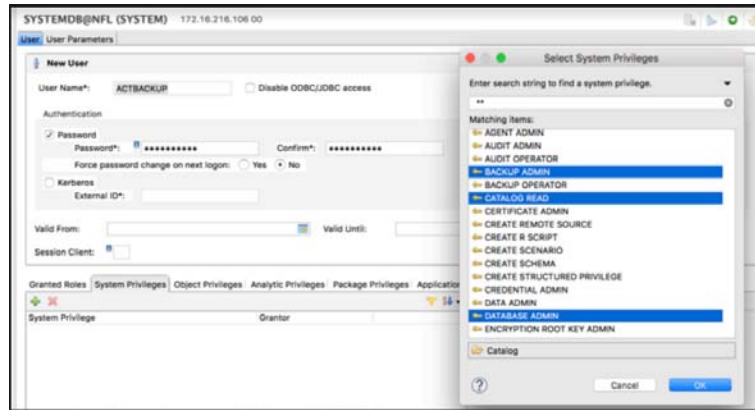 SYSTEMDB@NFL (SYSTEM) 172.16.216.106 00
User User Parameters
New User
User Name*: ACTBACKUP Disable ODBC/JDBC access
Authentication
Password
Password*: ********** Confirm*: **********
Force password change on next logon: Yes No
Kerberos
External ID*:
Valid From: Valid Until:
Session Client:
Granted Roles System Privileges Object Privileges Analytic Privileges Package Privileges Application
System Privilege Grantor
Select System Privileges
Enter search string to find a system privilege.
**
Matching items:
AGENT ADMIN
AUDIT ADMIN
AUDIT OPERATOR
BACKUP ADMIN
BACKUP OPERATOR
CATALOG READ
CERTIFICATE ADMIN
CREATE REMOTE SOURCE
CREATE R SCRIPT
CREATE SCENARIO
CREATE SCHEMA
CREATE STRUCTURED PRIVILEGE
CREDENTIAL ADMIN
DATA ADMIN
DATABASE ADMIN
ENCRYPTION ROOT KEY ADMIN
Catalog
? Cancel OK